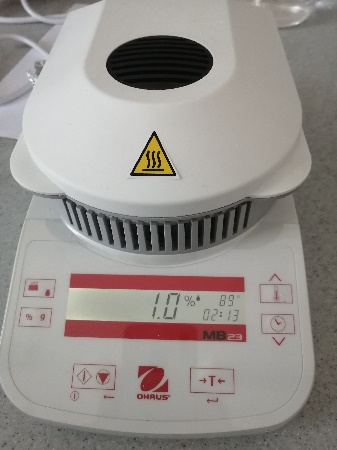 1.0 % 89°
02:13
MB23
% g
OHAUS
→T←